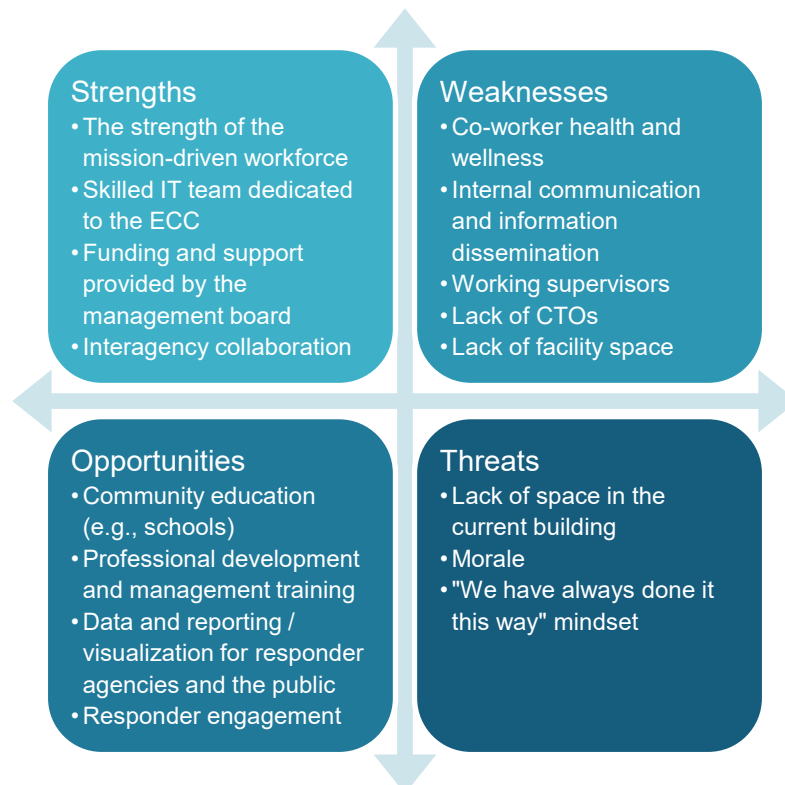 Strengths
• The strength of the
mission-driven workforce
• Skilled IT team dedicated
to the ECC
• Funding and support
provided by the
management board
• Interagency collaboration
Weaknesses
• Co-worker health and
wellness
• Internal communication
and information
dissemination
• Working supervisors
• Lack of CTOs
• Lack of facility space
Opportunities
• Community education
(e.g., schools)
• Professional development
and management training
• Data and reporting /
visualization for responder
agencies and the public
• Responder engagement
Threats
• Lack of space in the
current building
• Morale
• "We have always done it
this way" mindset